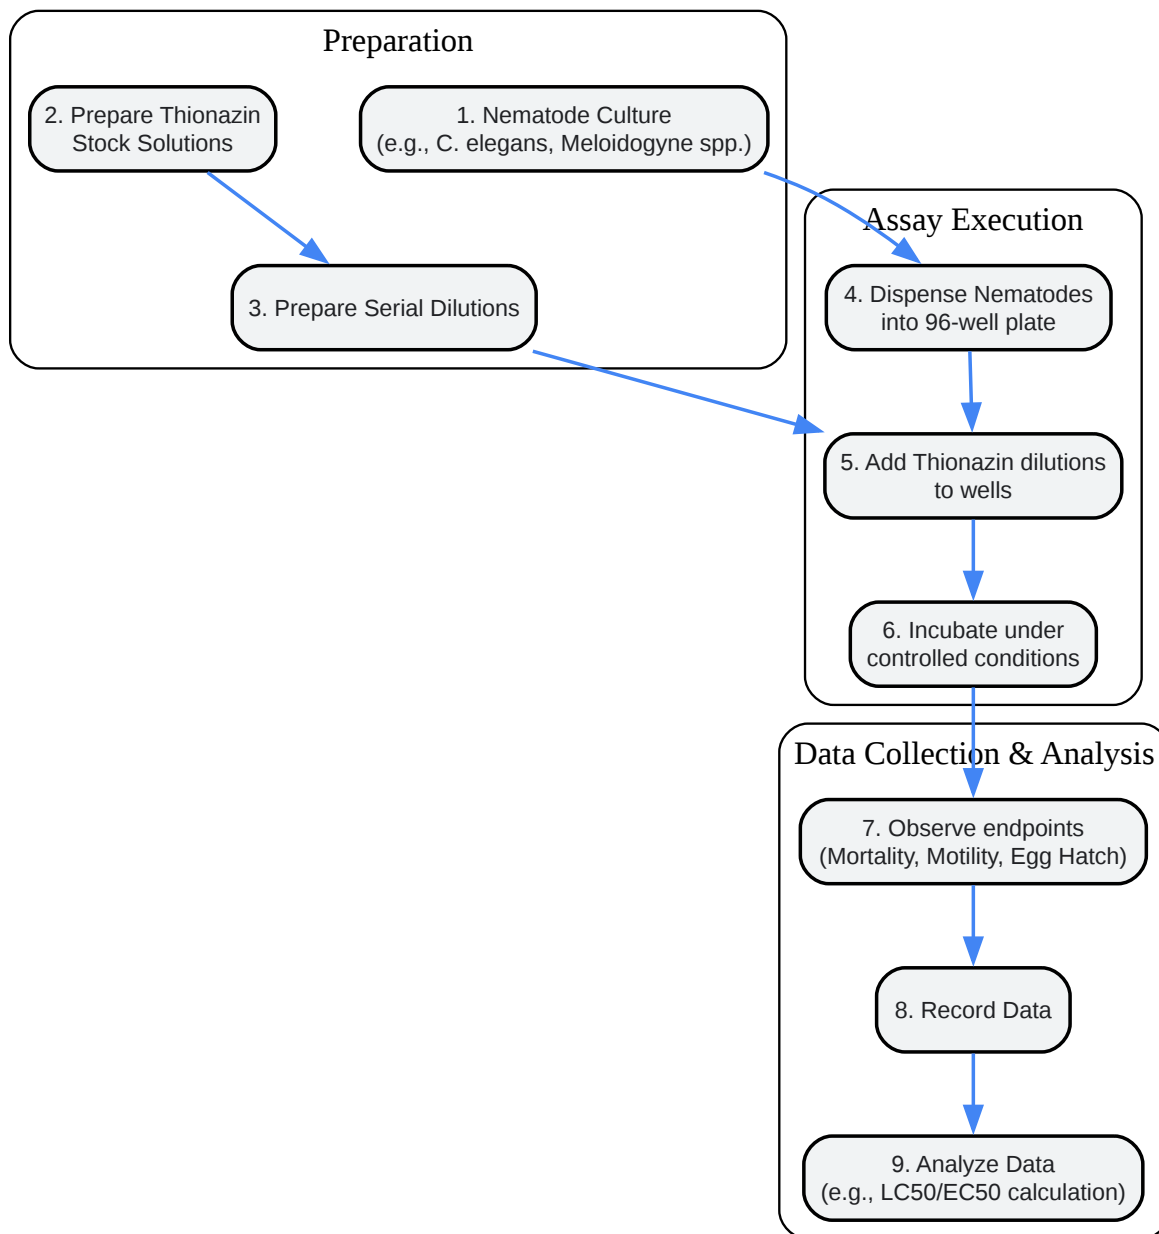 Preparation
2. Prepare Thionazin
Stock Solutions
1. Nematode Culture
(e.g., C. elegans, Meloidogyne spp.)
3. Prepare Serial Dilutions
Assay Execution
4. Dispense Nematodes
into 96-well plate
5. Add Thionazin dilutions
to wells
6. Incubate under
controlled conditions
Data Collection & Analysis
7. Observe endpoints
(Mortality, Motility, Egg Hatch)
8. Record Data
9. Analyze Data
(e.g., LC50/EC50 calculation)